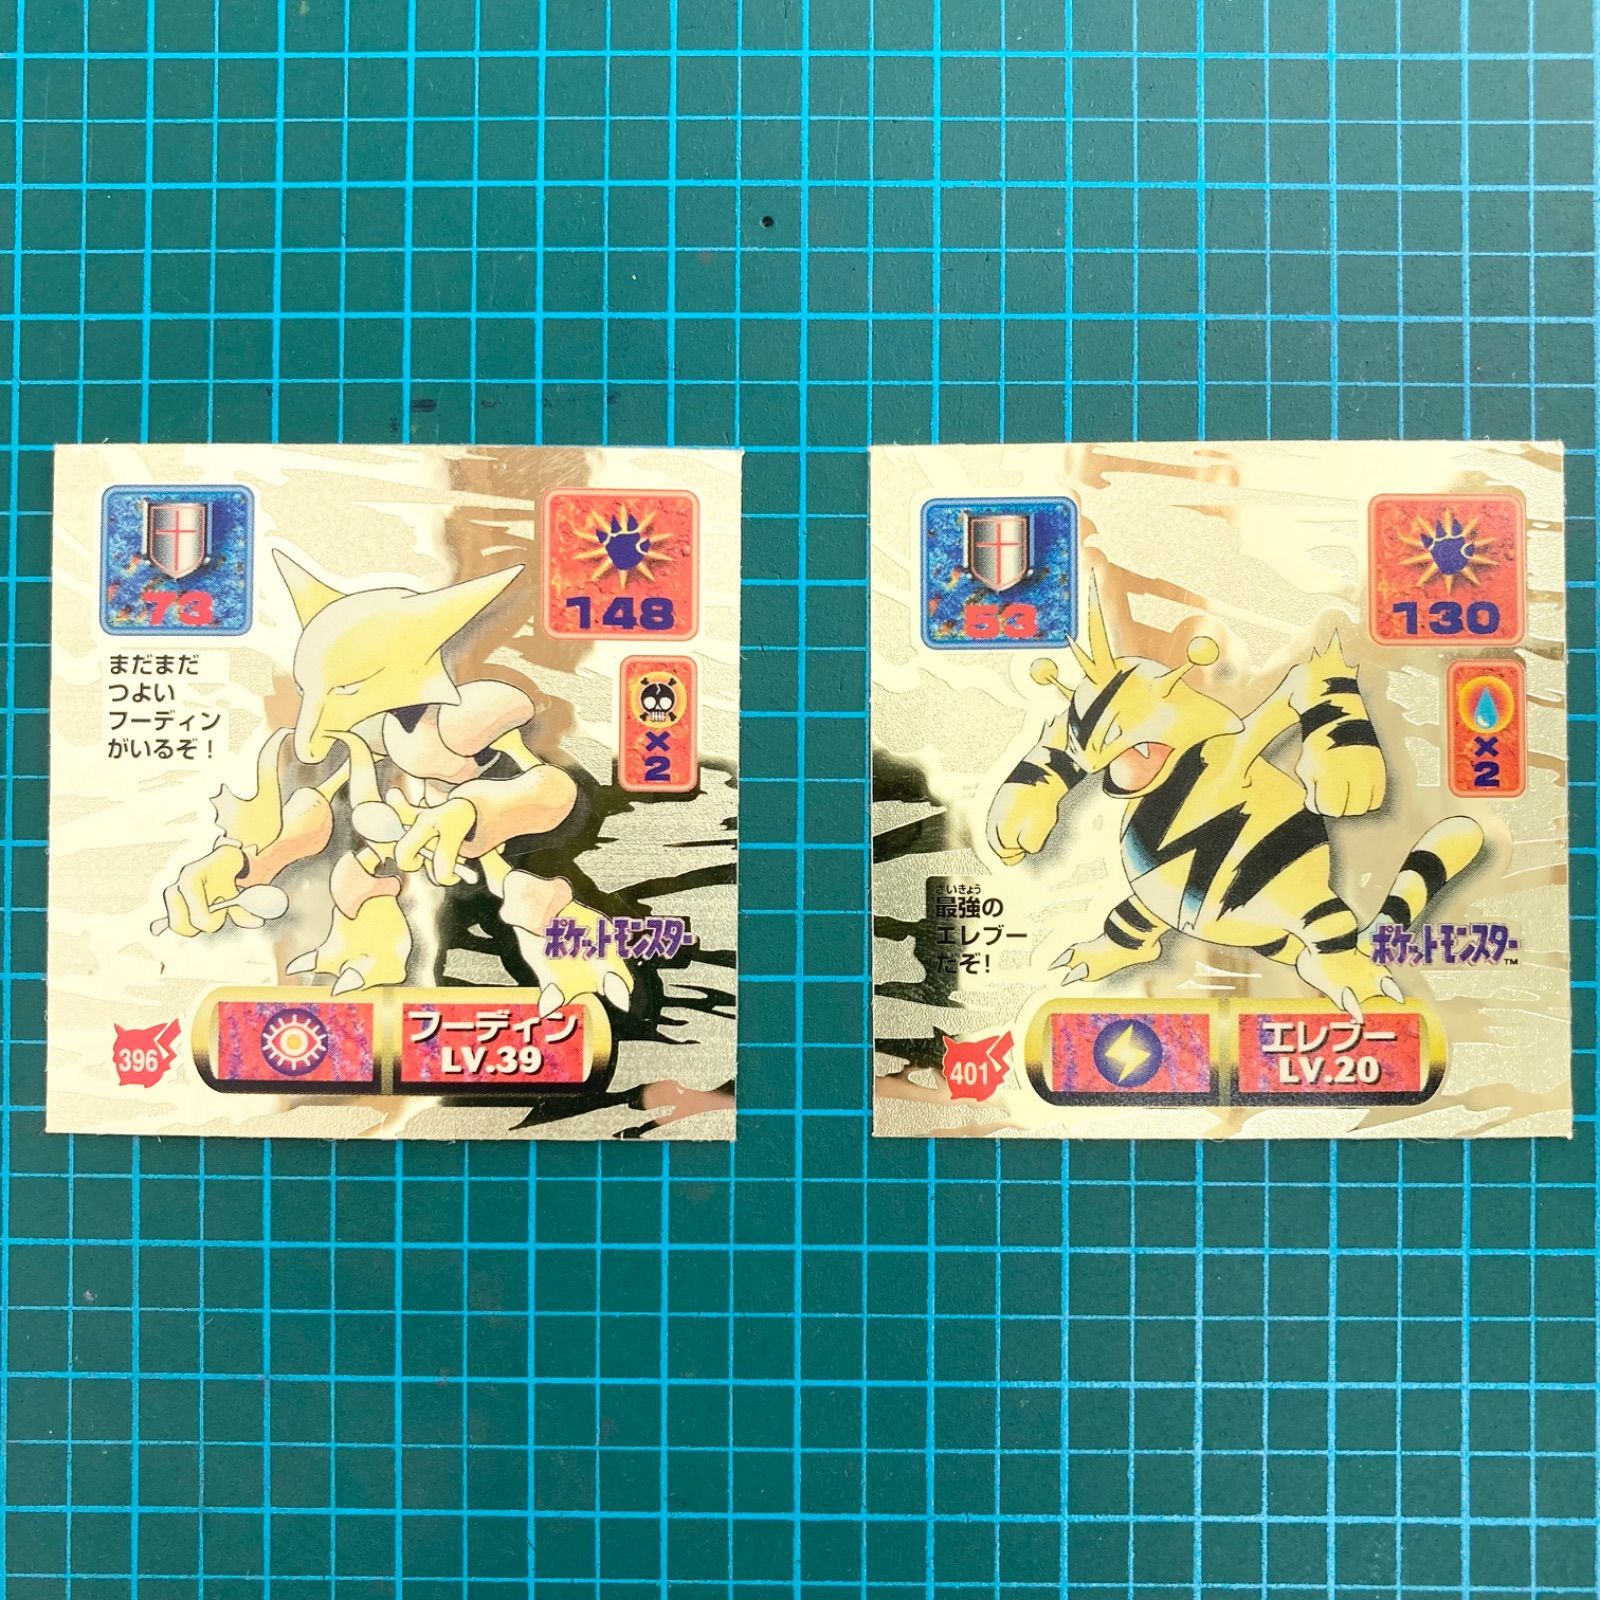 73
148
まだまだ
つよい
フーディン
がいるぞ！
×
2
ポケットモンスター
396
フーディン
LV.39
53
130
×
2
さいきょう
最強の
エレブー
だぞ！
ポケットモンスター™
401
エレブー
LV.20